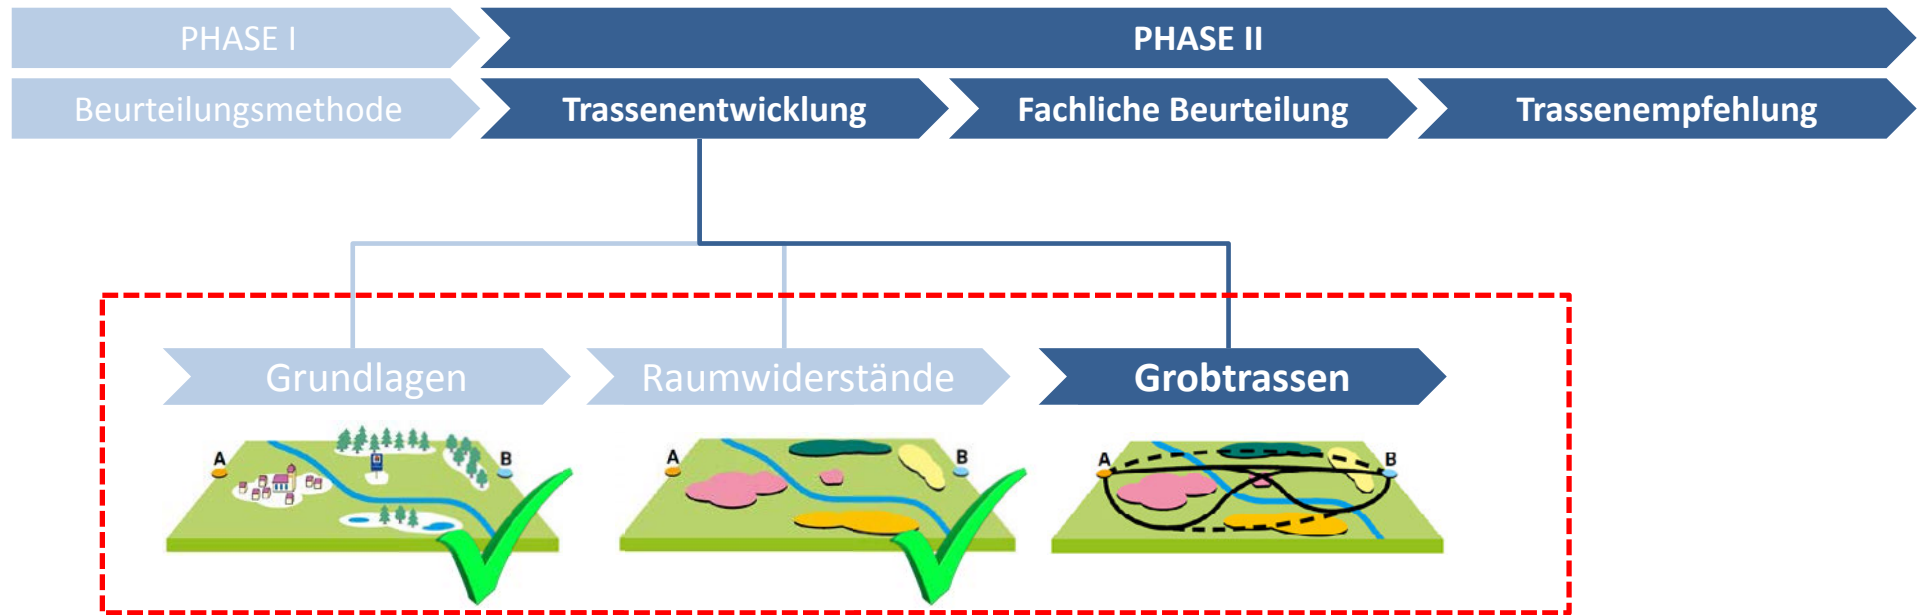 PHASE I
PHASE II
Beurteilungsmethode
Trassenentwicklung
Fachliche Beurteilung
Trassenempfehlung
Grundlagen
Raumwiderstände
Grobtrassen
A
B
A
B
A
B